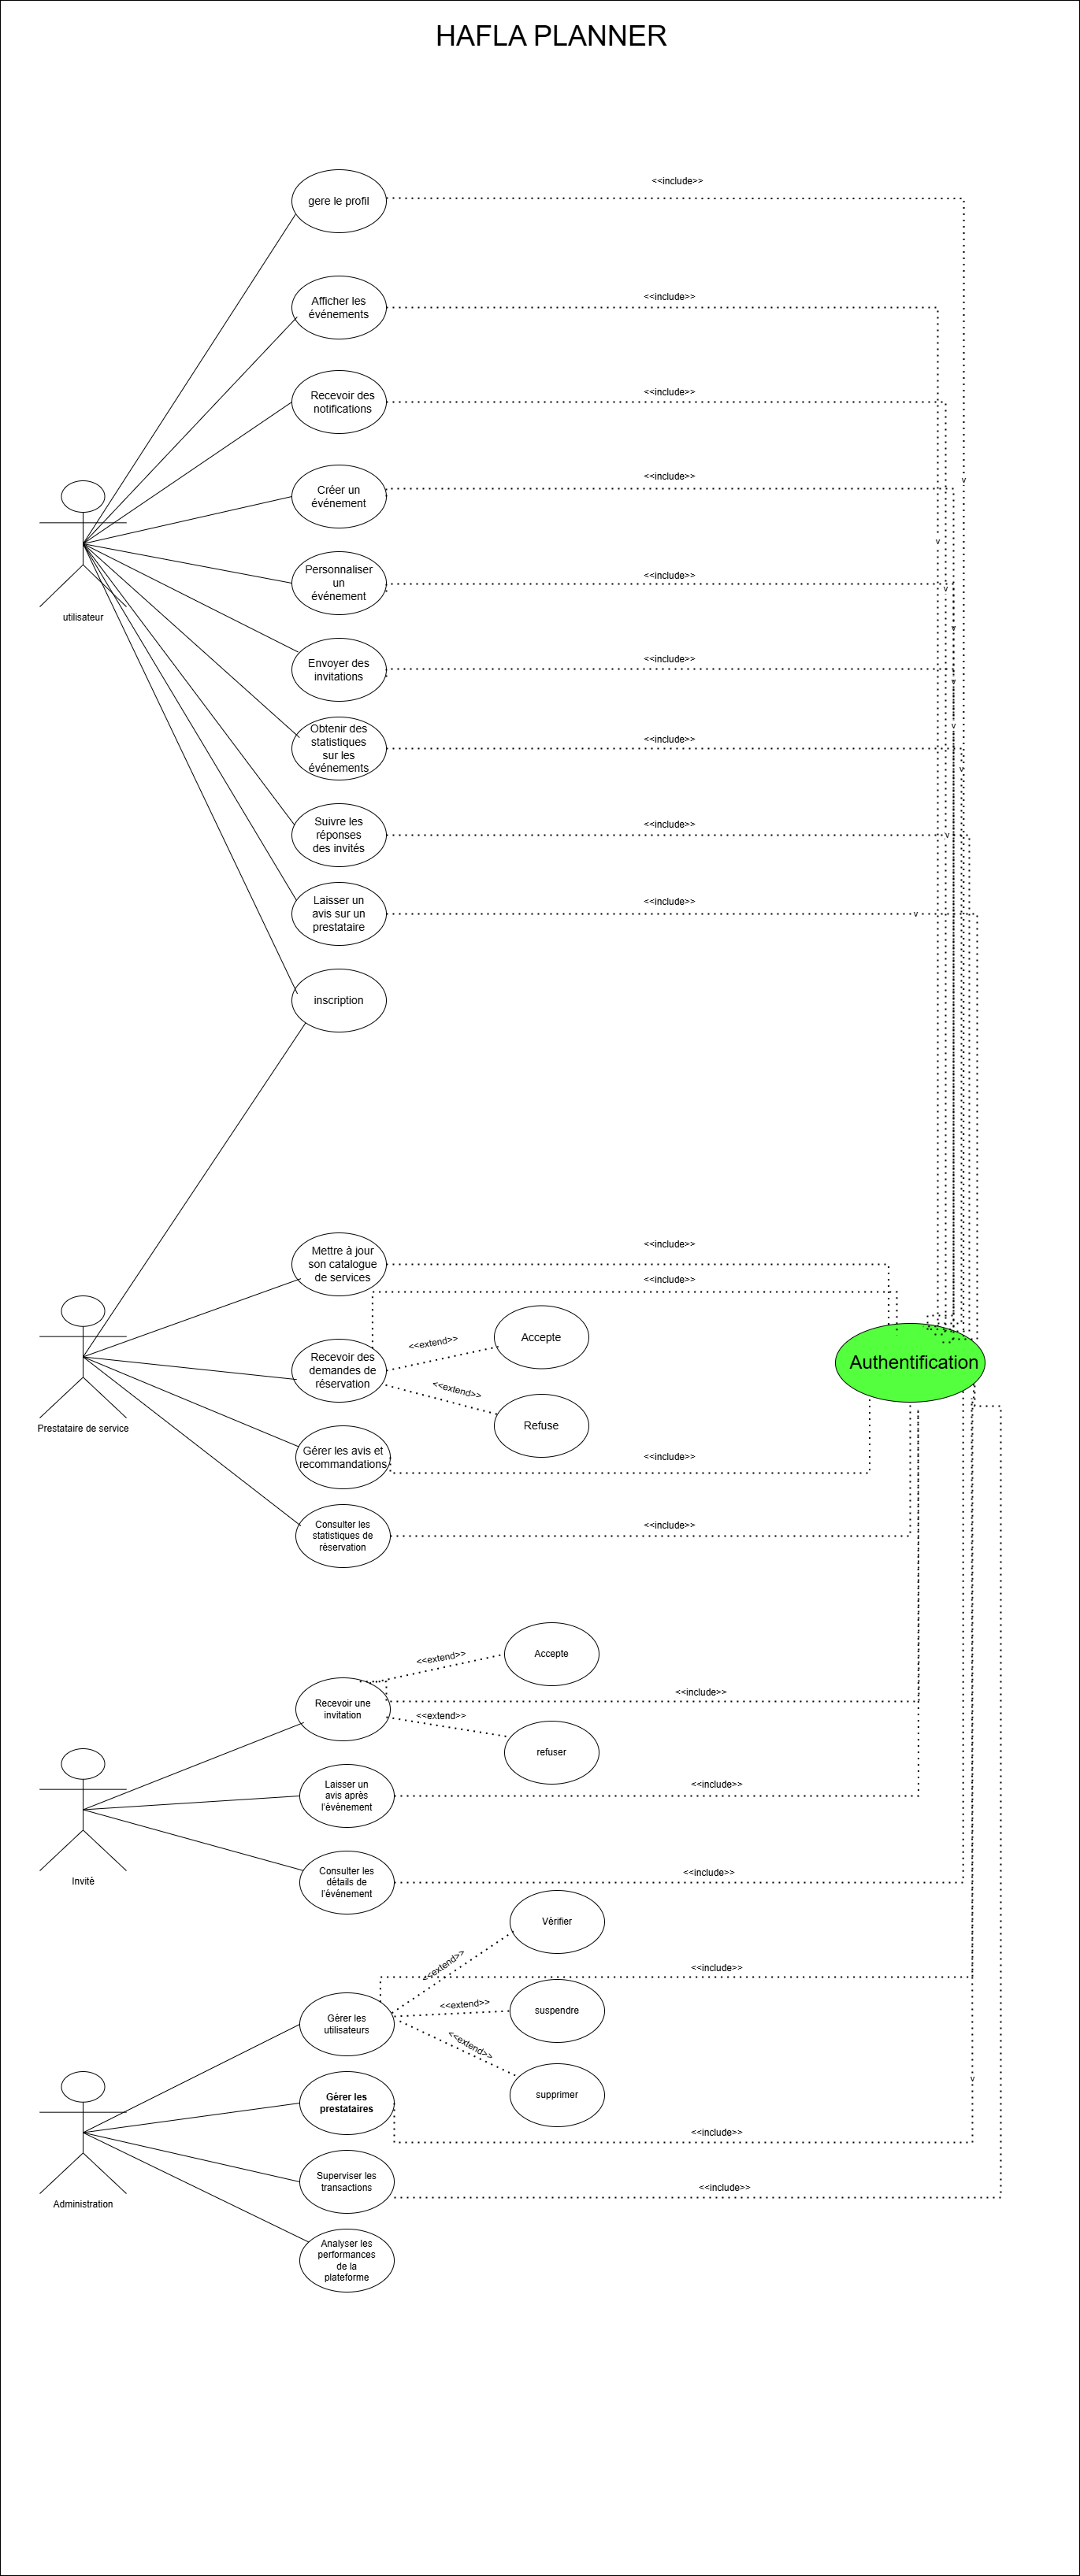 HAFLA PLANNER
<<include>>
gere le profil
<<include>>
Afficher les
événements
<<include>>
Recevoir des
notifications
<<include>>
Créer un
événement
<<include>>
Personnaliser
un
événement
utilisateur
<<include>>
Envoyer des
invitations
<<include>>
Obtenir des
statistiques
sur les
événements
<<include>>
Suivre les
réponses
des invités
<<include>>
Laisser un
avis sur un
prestataire
inscription
<<include>>
Mettre à jour
son catalogue
de services
<<include>>
<<extend>>
Accepte
Recevoir des
demandes de
réservation
Authentification
<<extend>>
Refuse
Prestataire de service
Gérer les avis et
recommandations
<<include>>
<<include>>
Consulter les
statistiques de
réservation
<<extend>>
Accepte
<<include>>
Recevoir une
invitation
<<extend>>
refuser
<<include>>
Laisser un
avis après
l'événement
Invité
<<include>>
Consulter les
détails de
l'événement
Vérifier
<<extend>>
<<include>>
<<extend>>
suspendre
Gérer les
utilisateurs
<<extend>>
supprimer
Gérer les
prestataires
<<include>>
Superviser les
transactions
<<include>>
Administration
Analyser les
performances
de la
plateforme